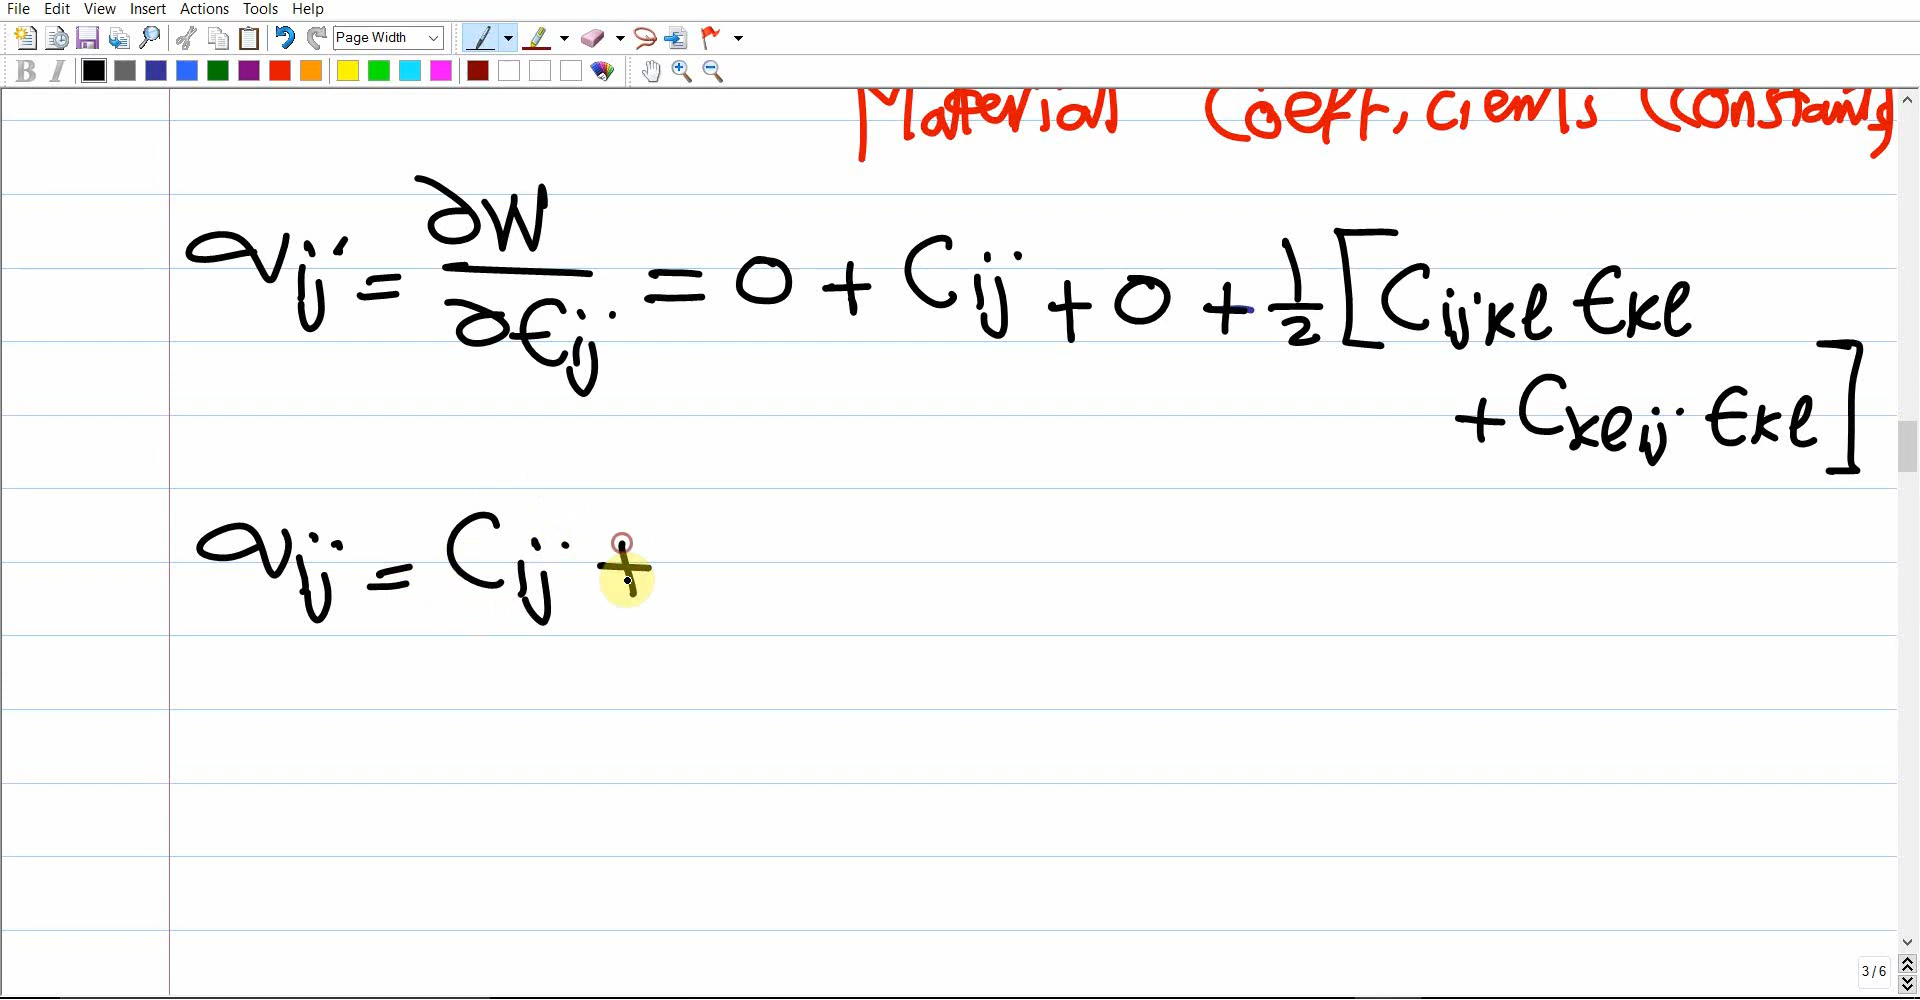 File Edit View Insert Actions Tools Help
Page Width
B I
Material Coefficients (Constants
σij = ∂W/∂ϵij = 0 + Cij + 0 + 1/2 [Cijkl ϵkl
+ Cklij ϵkl]
σij = Cij +
3 / 6